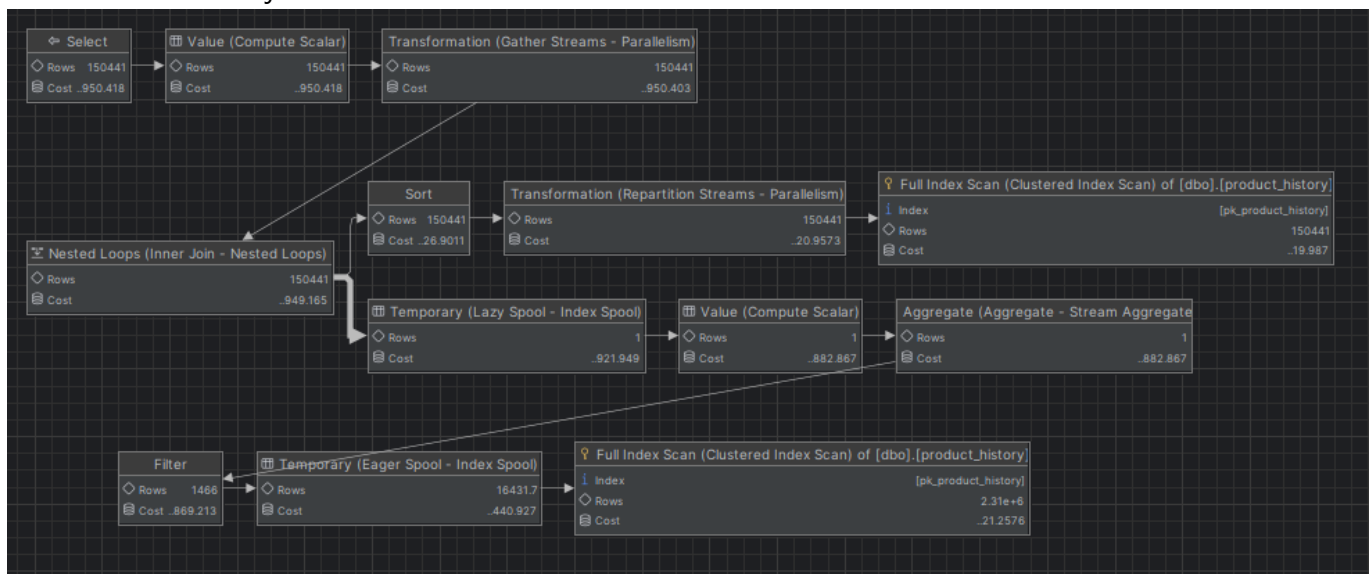 Select
Rows 150441
Cost ..950.418
Value (Compute Scalar)
Rows 150441
Cost ..950.418
Transformation (Gather Streams - Parallelism)
Rows 150441
Cost ..950.403
Sort
Rows 150441
Cost ..26.9011
Transformation (Repartition Streams - Parallelism)
Rows 150441
Cost ..20.9573
Full Index Scan (Clustered Index Scan) of [dbo].[product_history]
Index [pk_product_history]
Rows 150441
Cost ..19.987
Nested Loops (Inner Join - Nested Loops)
Rows 150441
Cost ..949.165
Temporary (Lazy Spool - Index Spool)
Rows 1
Cost ..921.949
Value (Compute Scalar)
Rows 1
Cost ..882.867
Aggregate (Aggregate - Stream Aggregate
Rows 1
Cost ..882.867
Filter
Rows 1466
Cost ..869.213
Temporary (Eager Spool - Index Spool)
Rows 16431.7
Cost ..440.927
Full Index Scan (Clustered Index Scan) of [dbo].[product_history]
Index [pk_product_history]
Rows 2.31e+6
Cost ..21.2576